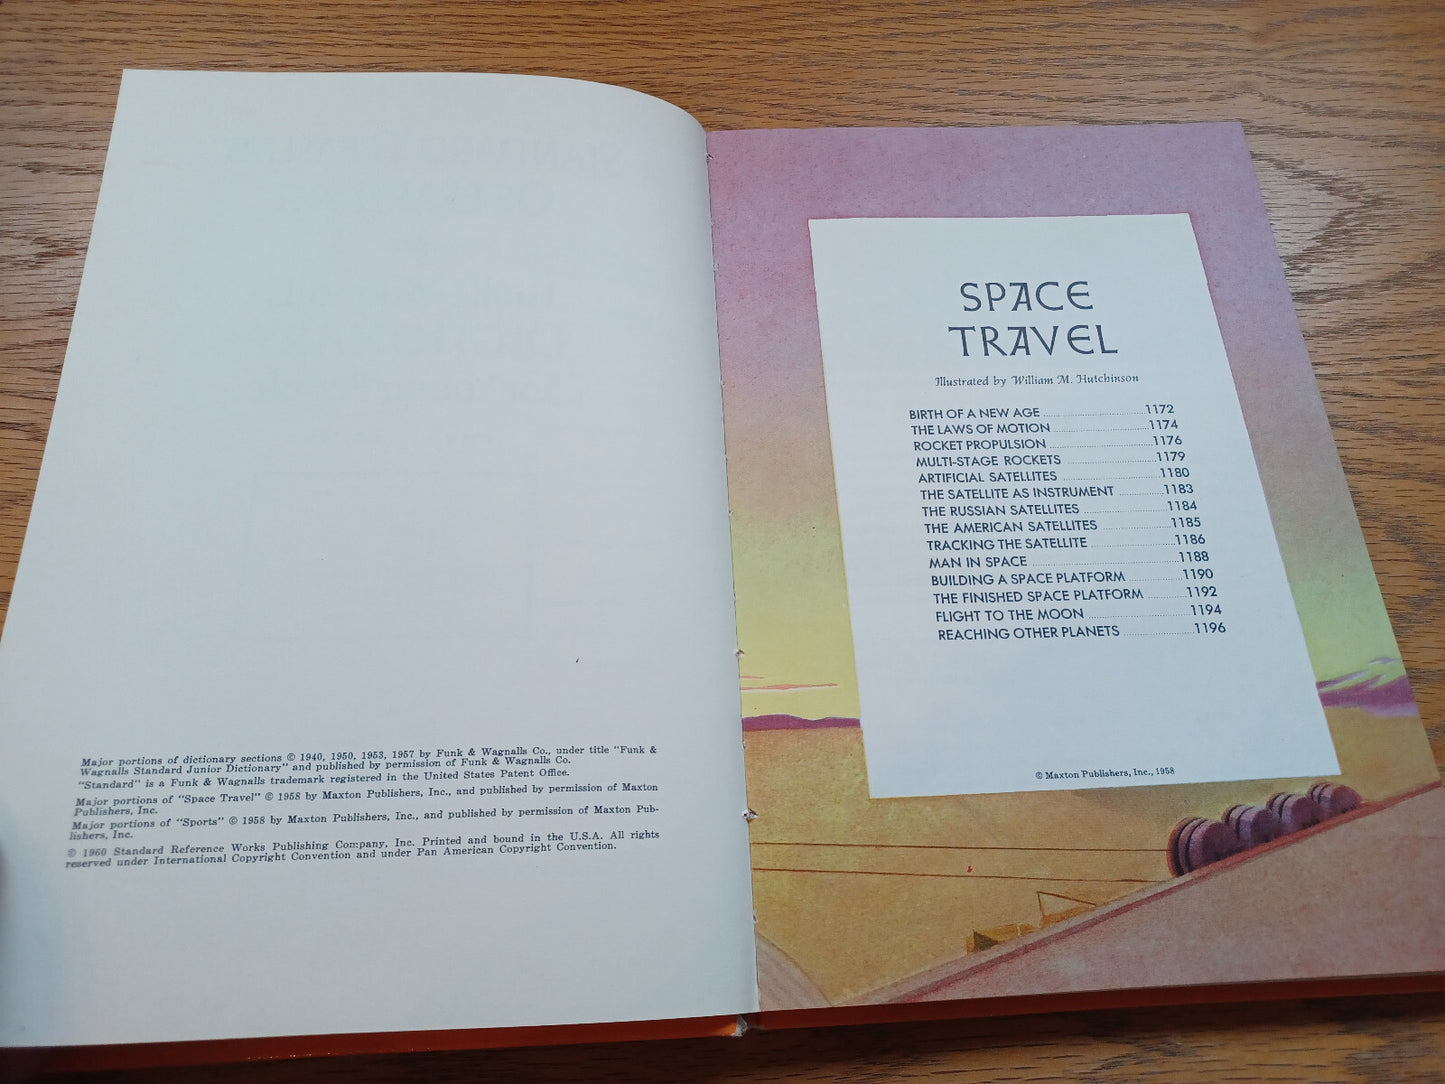 Major portions of dictionary sections © 1940, 1950, 1953, 1957 by Funk & Wagnalls Co., under title "Funk &
Wagnalls Standard Junior Dictionary" and published by permission of Funk & Wagnalls Co.
"Standard" is a Funk & Wagnalls trademark registered in the United States Patent Office.
Major portions of "Space Travel" © 1958 by Maxton Publishers, Inc., and published by permission of Maxton
Publishers, Inc.
Major portions of "Sports" © 1958 by Maxton Publishers, Inc., and published by permission of Maxton Pub-
lishers, Inc.
© 1960 Standard Reference Works Publishing Company, Inc. Printed and bound in the U.S.A. All rights
reserved under International Copyright Convention and under Pan American Copyright Convention.
SPACE
TRAVEL
Illustrated by William M. Hutchinson
BIRTH OF A NEW AGE 1172
THE LAWS OF MOTION 1174
ROCKET PROPULSION 1176
MULTI-STAGE ROCKETS 1179
ARTIFICIAL SATELLITES 1180
THE SATELLITE AS INSTRUMENT 1183
THE RUSSIAN SATELLITES 1184
THE AMERICAN SATELLITES 1185
TRACKING THE SATELLITE 1186
MAN IN SPACE 1188
BUILDING A SPACE PLATFORM 1190
THE FINISHED SPACE PLATFORM 1192
FLIGHT TO THE MOON 1194
REACHING OTHER PLANETS 1196
© Maxton Publishers, Inc., 1958